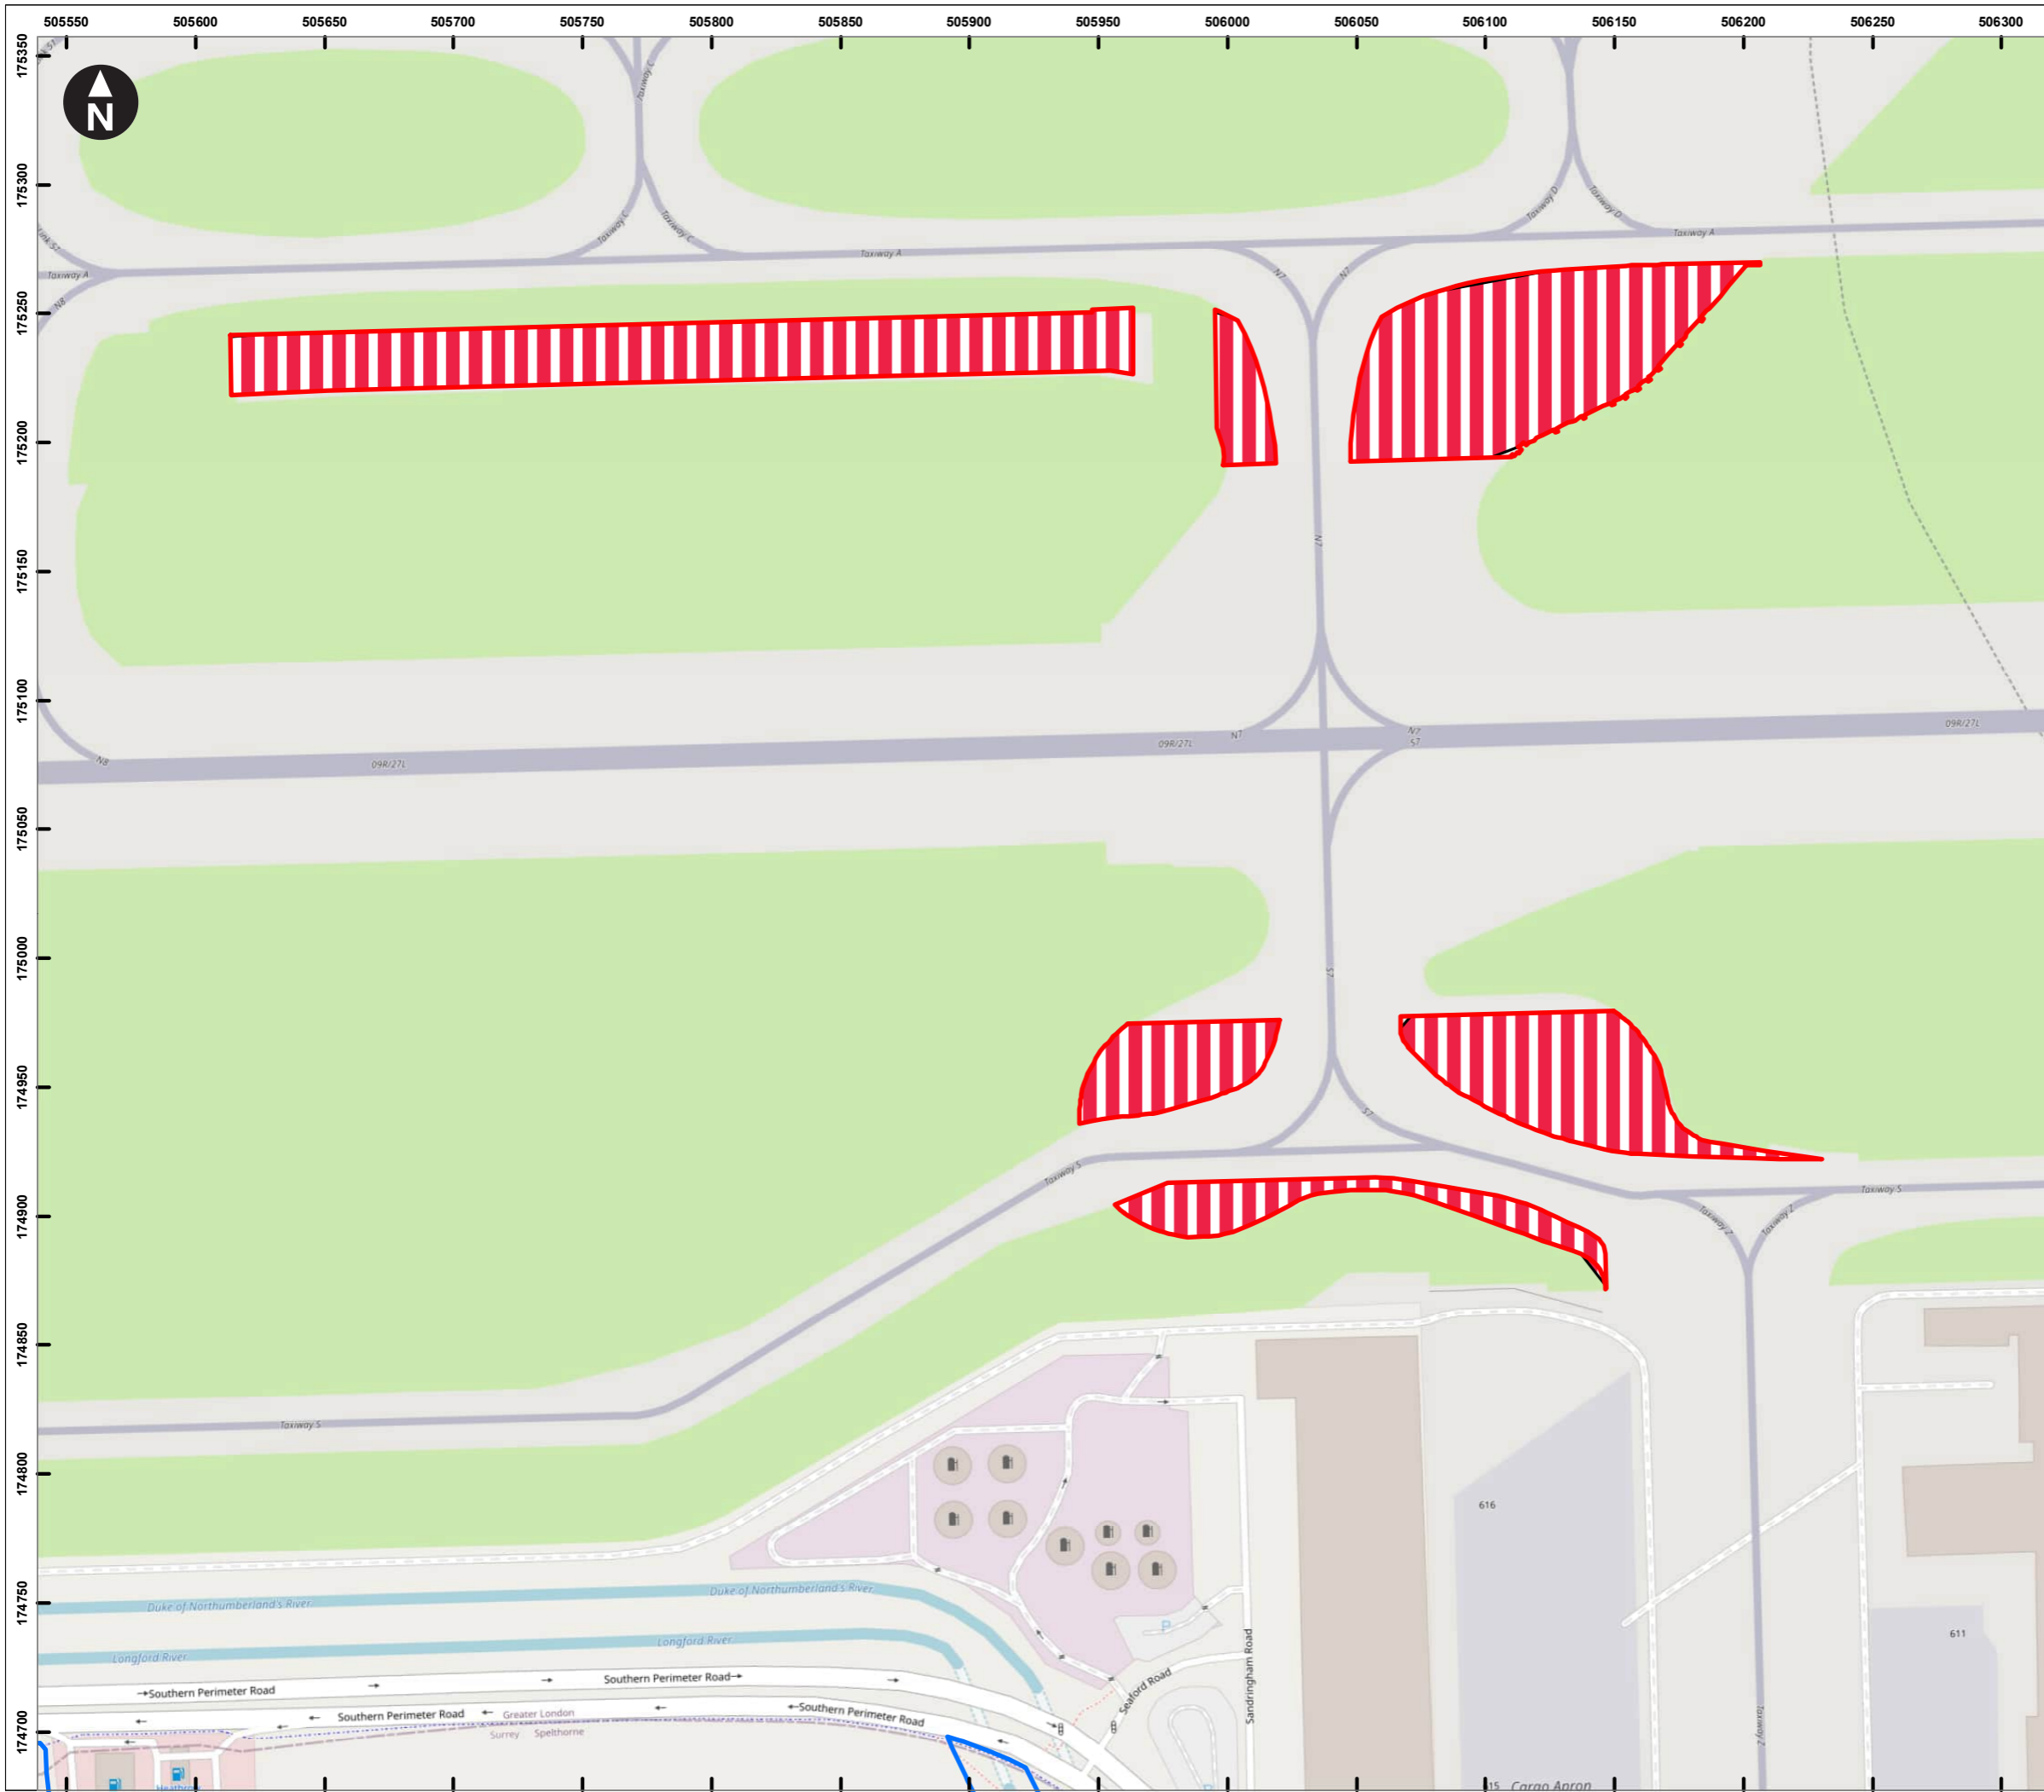 505550 505600 505650 505700 505750 505800 505850 505900 505950 506000 506050 506100 506150 506200 506250 506300
175350
N
Taxiway C
175300
Taxiway C
Taxiway C
Taxiway D
Taxiway D
Taxiway A
Taxiway A
Taxiway A
N8
N7
N7
175250
175200
175150
N7
175100
N8
09R/27L
09R/27L
N7
N7
S7
09R/27L
175050
175000
S7
174950
S7
Taxiway S
Taxiway S
174900
Taxiway Z
Taxiway Z
174850
Taxiway S
174800
616
174750
Duke of Northumberland's River
Duke of Northumberland's River
Longford River
Longford River
611
P
Sandringham Road
Seaford Road
Southern Perimeter Road
Southern Perimeter Road
Southern Perimeter Road
Southern Perimeter Road
174700
Greater London
Surrey Spelthorne
Taxiway Z
Heathrow
P
615 Cargo Apron